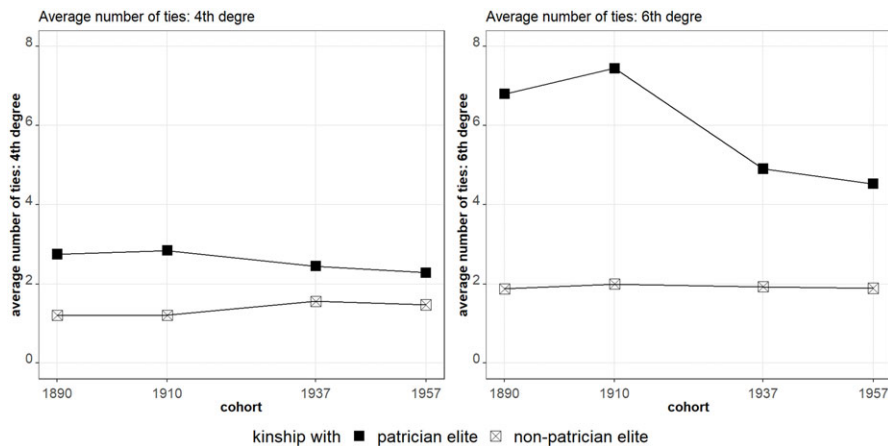 Average number of ties: 4th degre
average number of ties: 4th degree
8
6
4
2
0
1890 1910 1937 1957
cohort
Average number of ties: 6th degre
average number of ties: 6th degree
8
6
4
2
0
1890 1910 1937 1957
cohort
kinship with patrician elite non-patrician elite